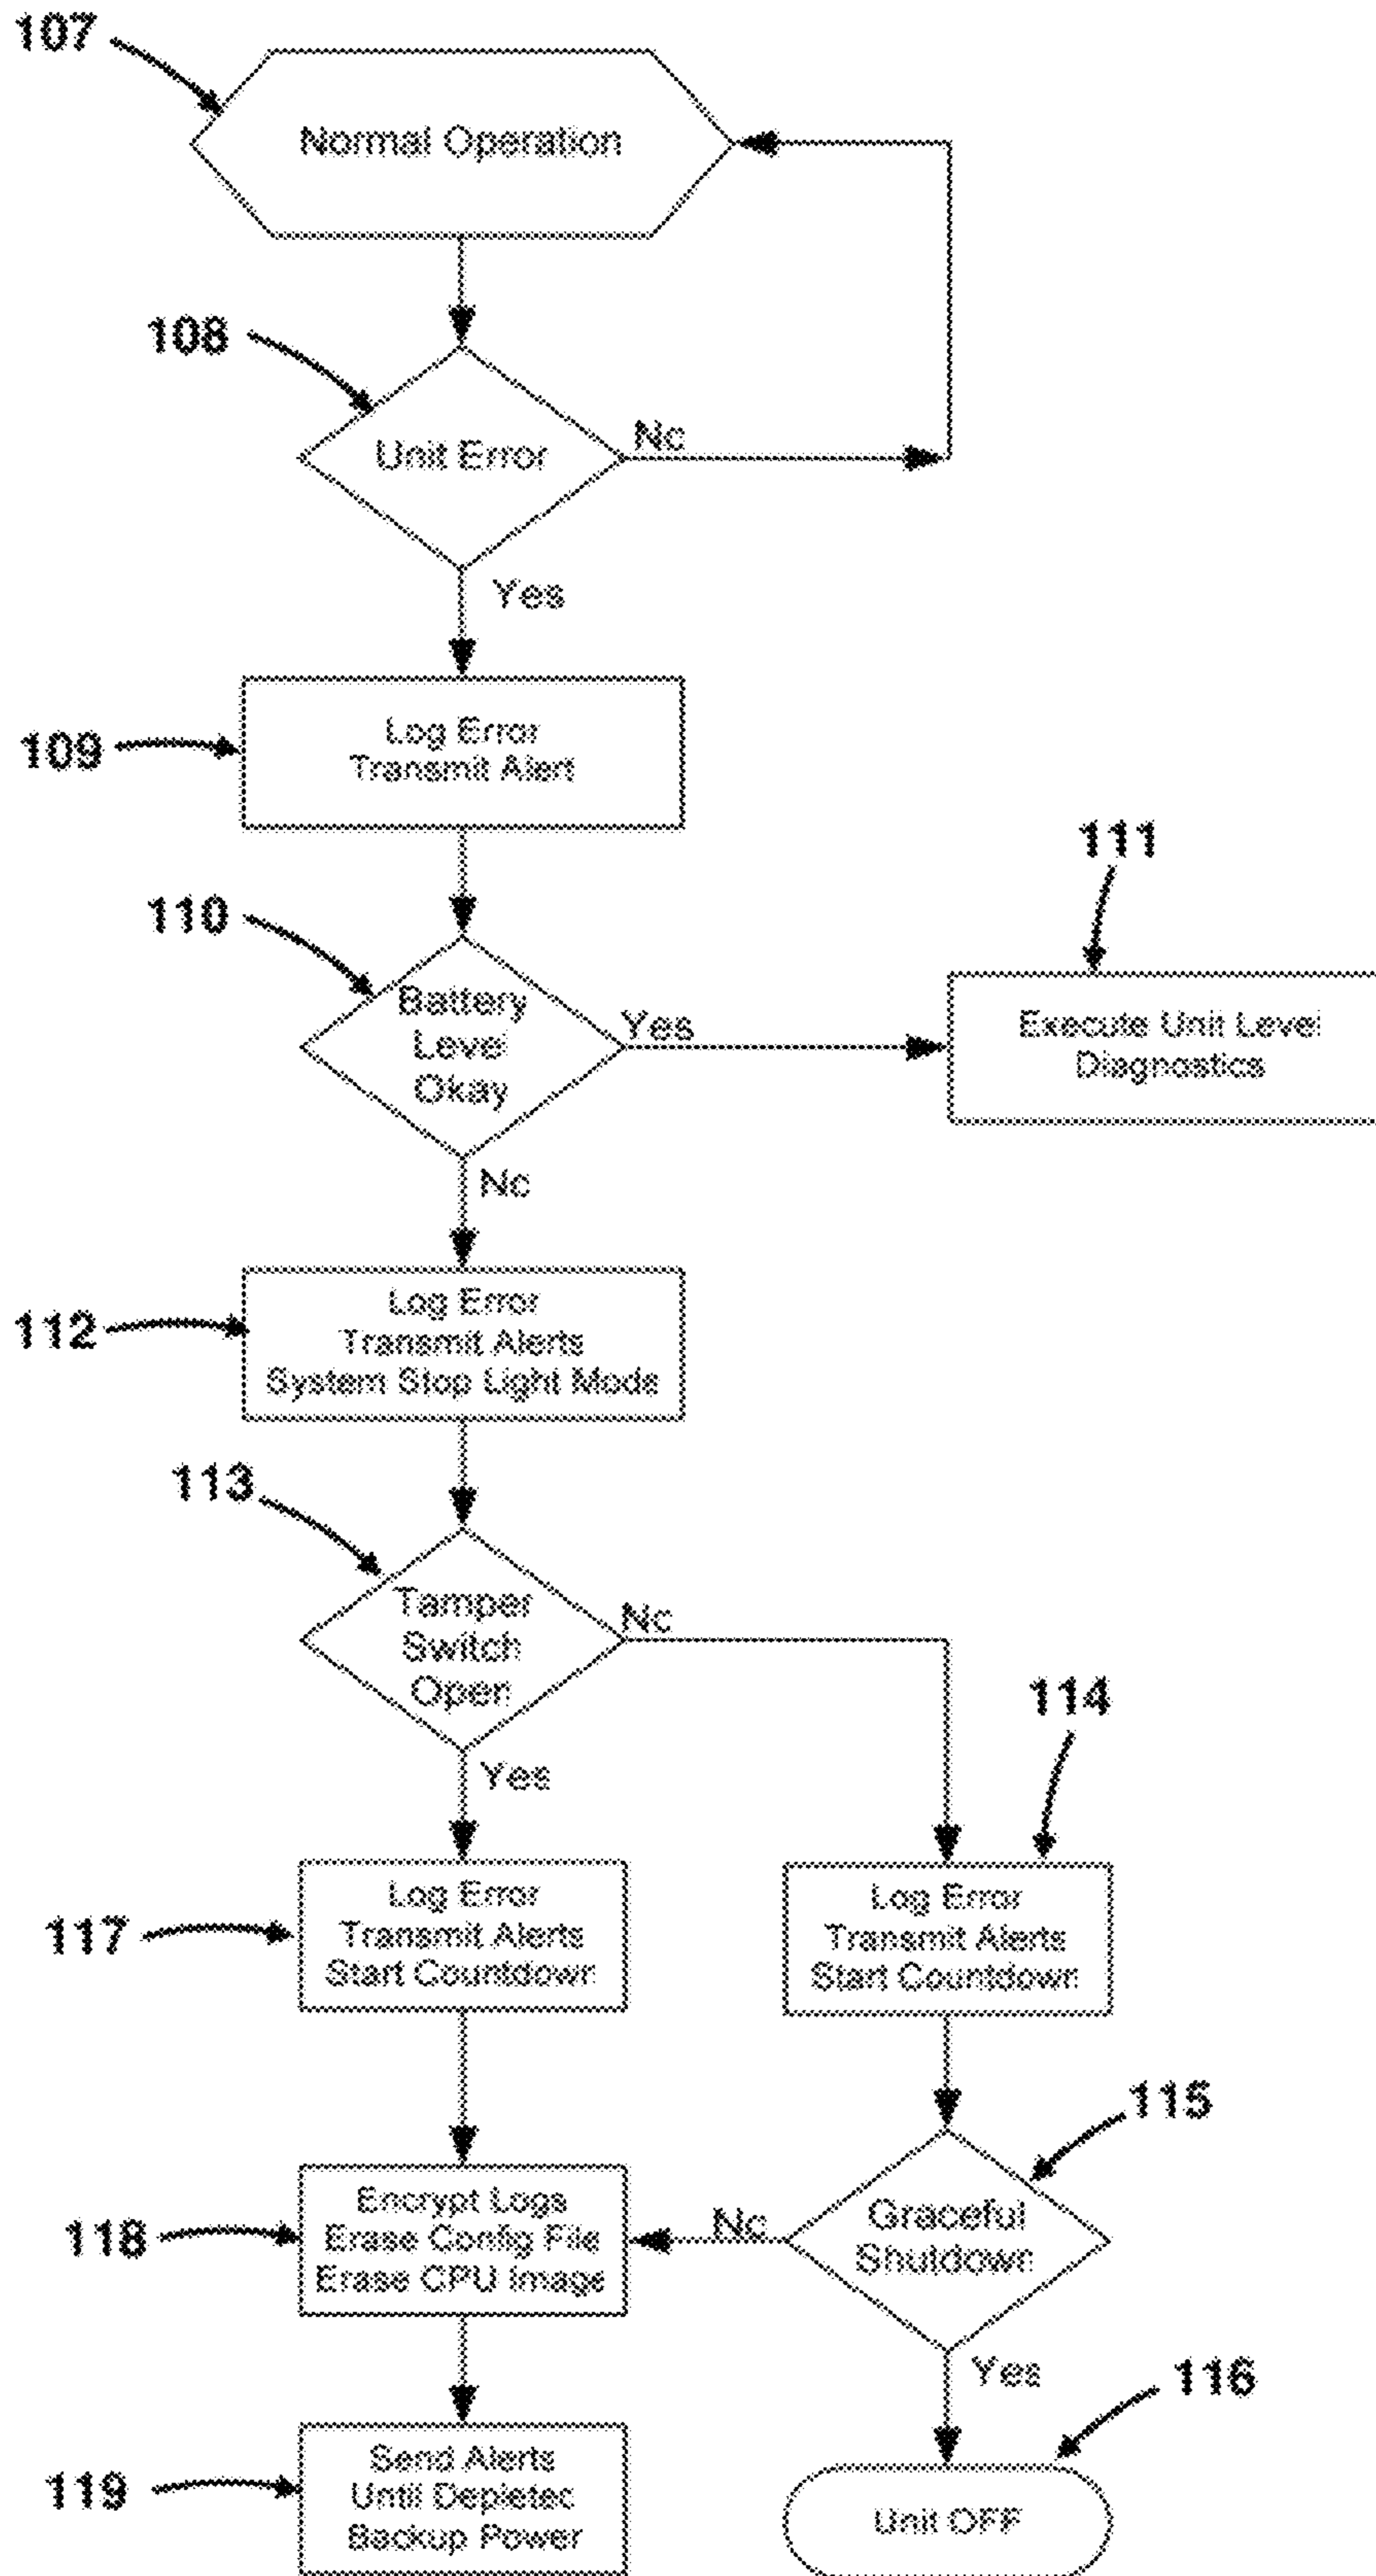 107
Normal Operation
108
Unit Error
No
Yes
109
Log Error
Transmit Alert
111
110
Battery
Level
Okay
Yes
Execute Unit Level
Diagnostics
No
112
Log Error
Transmit Alerts
System Stop Light Mode
113
Tamper
Switch
Open
No
114
Yes
117
Log Error
Transmit Alerts
Start Countdown
Log Error
Transmit Alerts
Start Countdown
115
118
Encrypt Logs
Erase Config File
Erase CPU Image
No
Graceful
Shutdown
Yes
116
119
Send Alerts
Until Depleted
Backup Power
Unit OFF